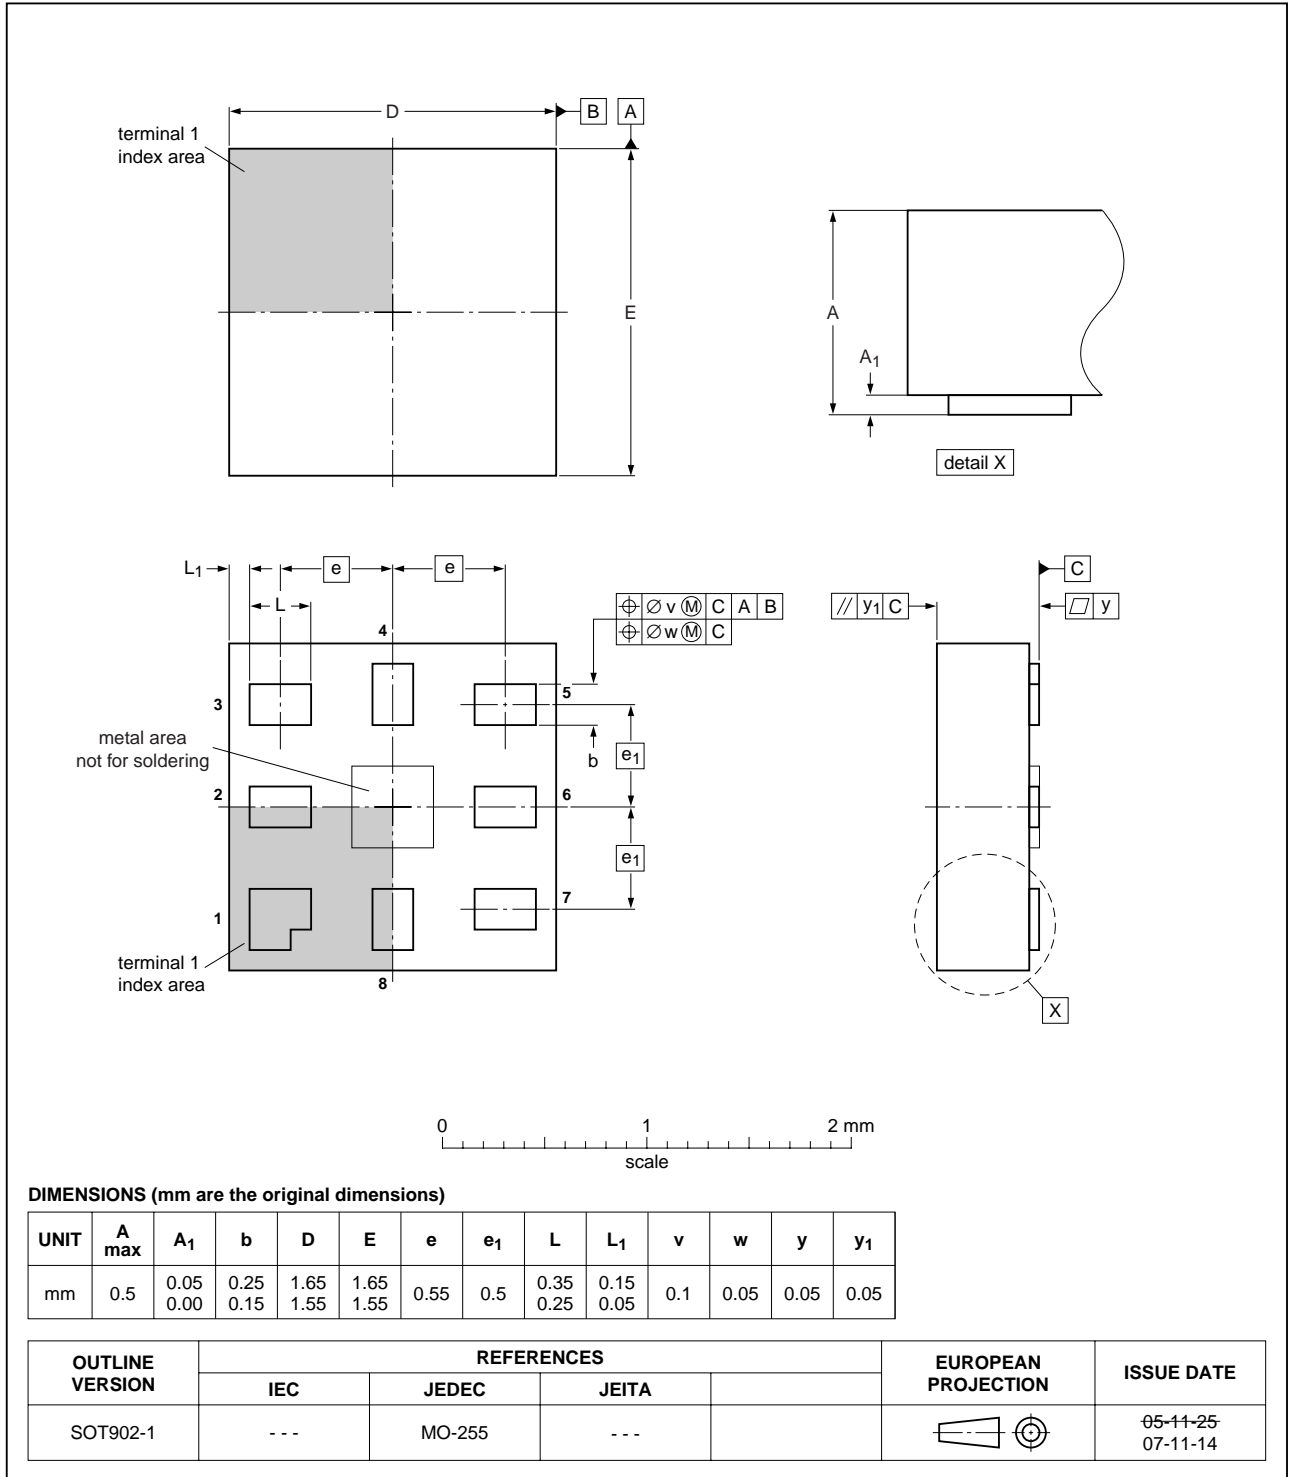 D
B
A
terminal 1
index area
E
A
A1
detail X
L1
e
e
L
4
⌖ ∅ v Ⓜ C A B
⌖ ∅ w Ⓜ C
// y1 C
C
⏥ y
3
5
metal area
not for soldering
b
e1
2
6
e1
1
7
terminal 1
index area
8
X
0 1 2 mm
scale
DIMENSIONS (mm are the original dimensions)
UNIT A max A1 b D E e e1 L L1 v w y y1
mm 0.5 0.05 0.00 0.25 0.15 1.65 1.55 1.65 1.55 0.55 0.5 0.35 0.25 0.15 0.05 0.1 0.05 0.05 0.05
OUTLINE VERSION REFERENCES EUROPEAN PROJECTION ISSUE DATE
IEC JEDEC JEITA
SOT902-1 - - - MO-255 - - - 05-11-25
07-11-14